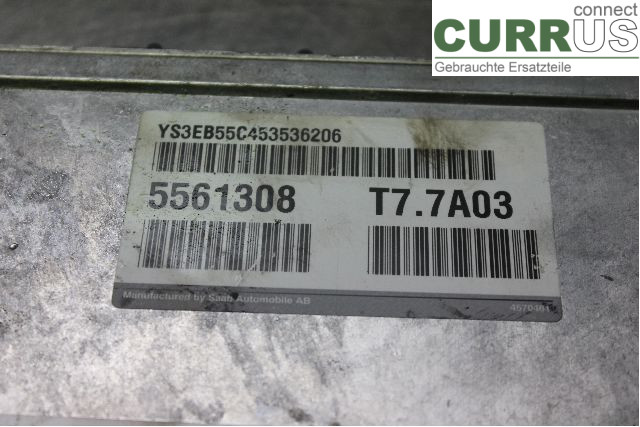 connect
CURRUS
Gebrauchte Ersatzteile
YS3EB55C453536206
5561308 T7.7A03
Manufactured by Saab Automobile AB